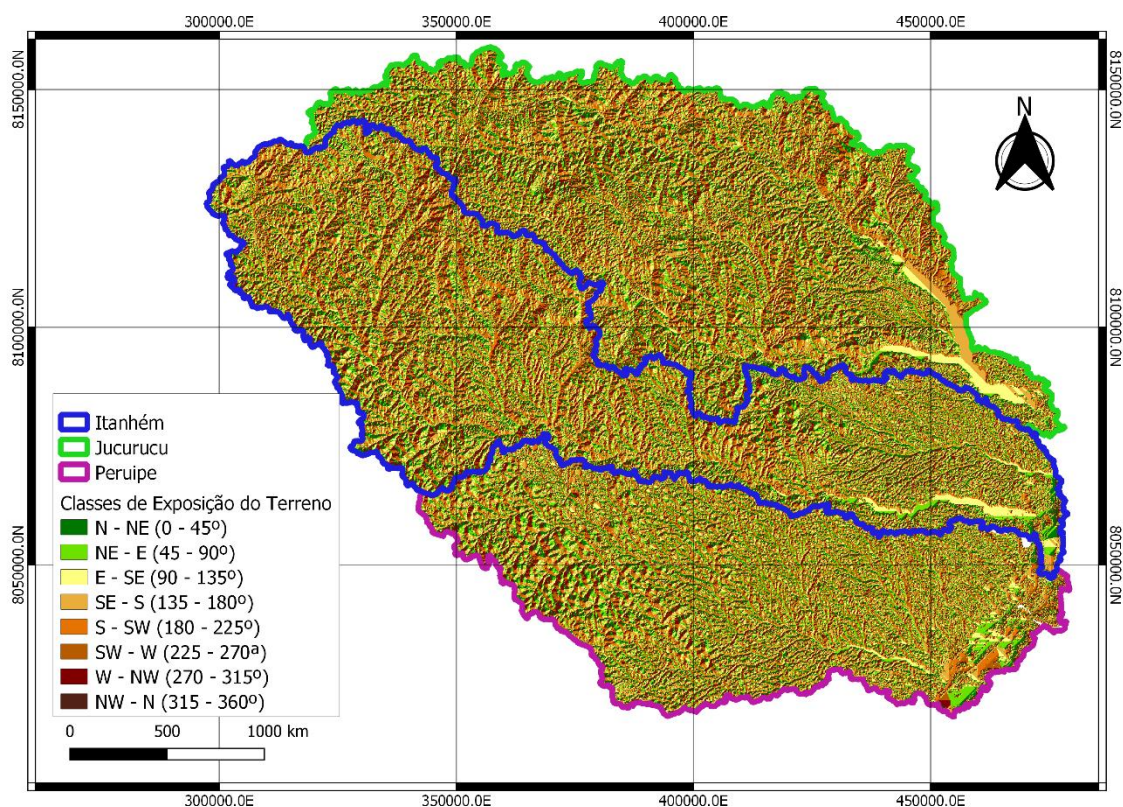 300000.0E 350000.0E 400000.0E 450000.0E
8150000.0N 8150000.0N
N
8100000.0N 8100000.0N
Itanhém
Jucurucu
Peruipe
Classes de Exposição do Terreno
N - NE (0 - 45º)
NE - E (45 - 90º)
E - SE (90 - 135º)
SE - S (135 - 180º)
S - SW (180 - 225º)
SW - W (225 - 270ª)
W - NW (270 - 315º)
NW - N (315 - 360º)
8050000.0N 8050000.0N
0 500 1000 km
300000.0E 350000.0E 400000.0E 450000.0E